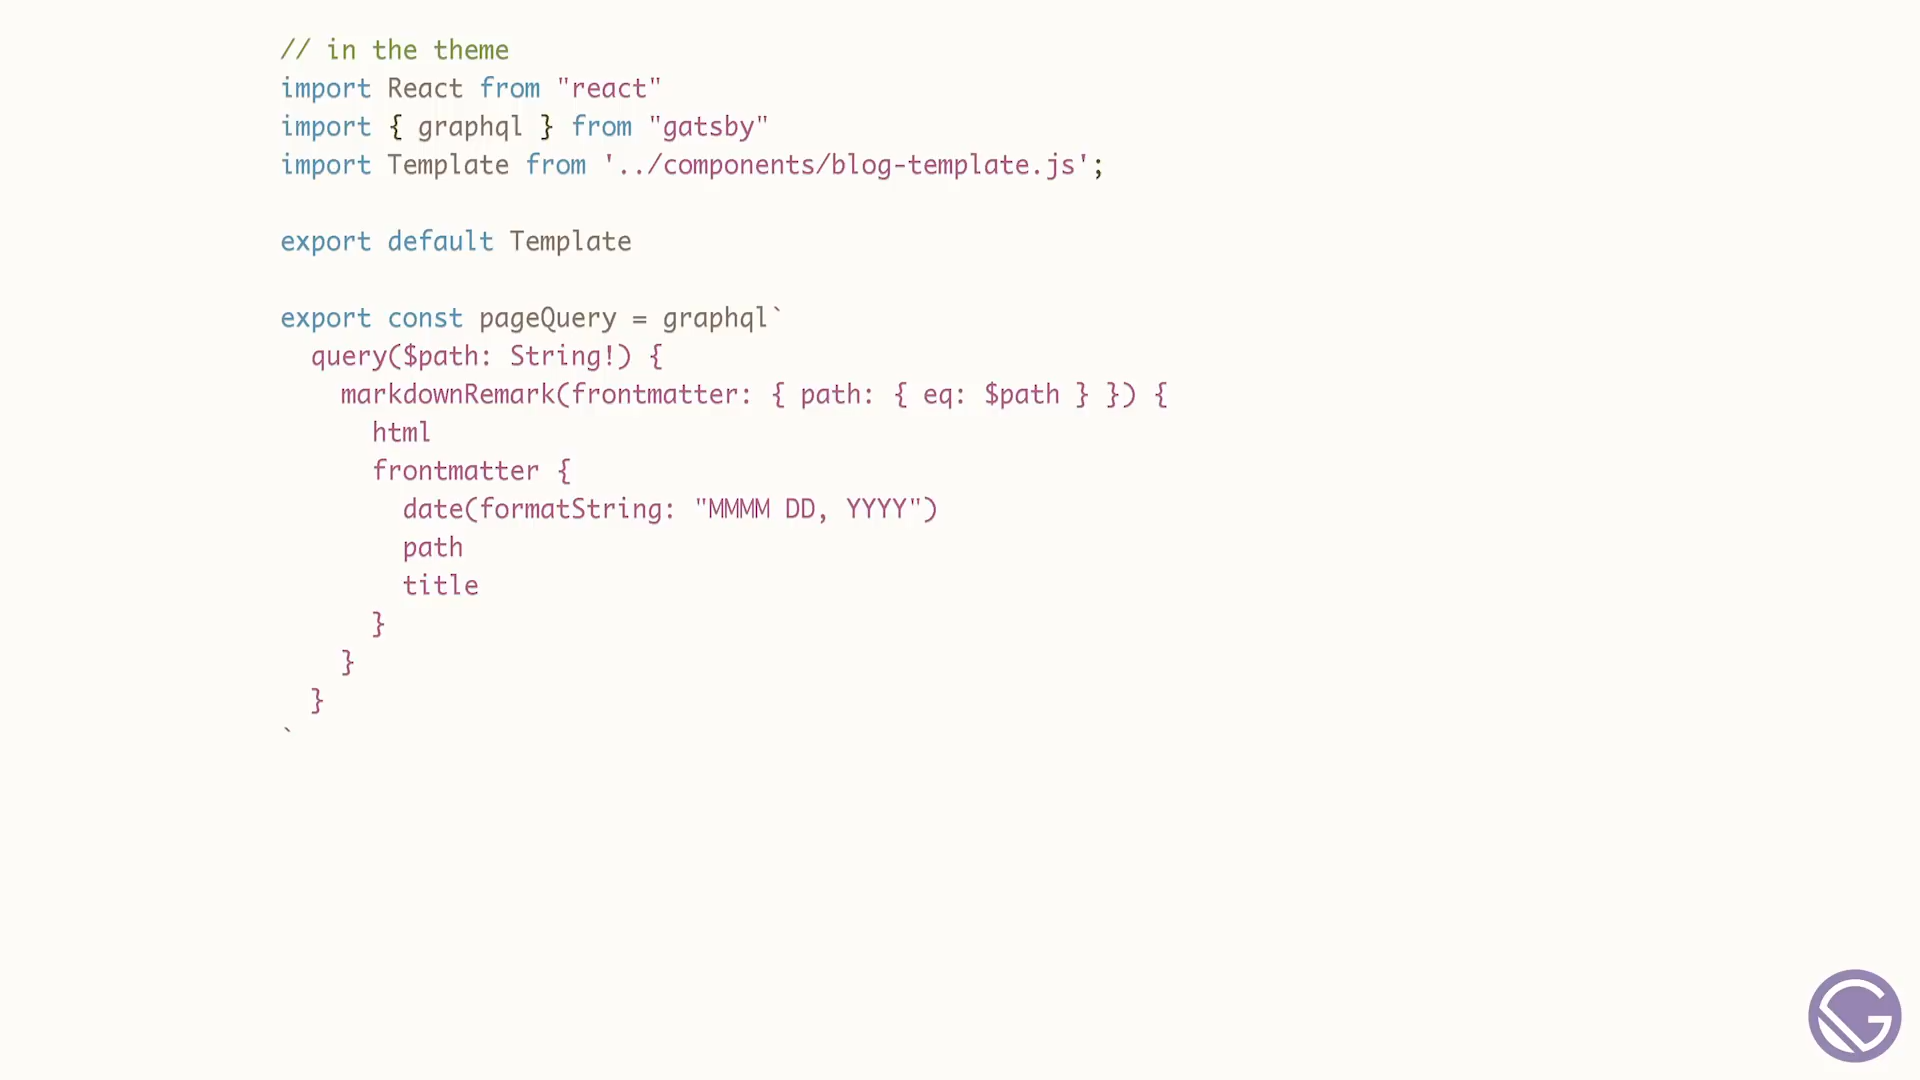 // in the theme
import React from "react"
import { graphql } from "gatsby"
import Template from '../components/blog-template.js';
export default Template
export const pageQuery = graphql`
query($path: String!) {
markdownRemark(frontmatter: { path: { eq: $path } }) {
html
frontmatter {
date(formatString: "MMMM DD, YYYY")
path
title
}
}
}
`